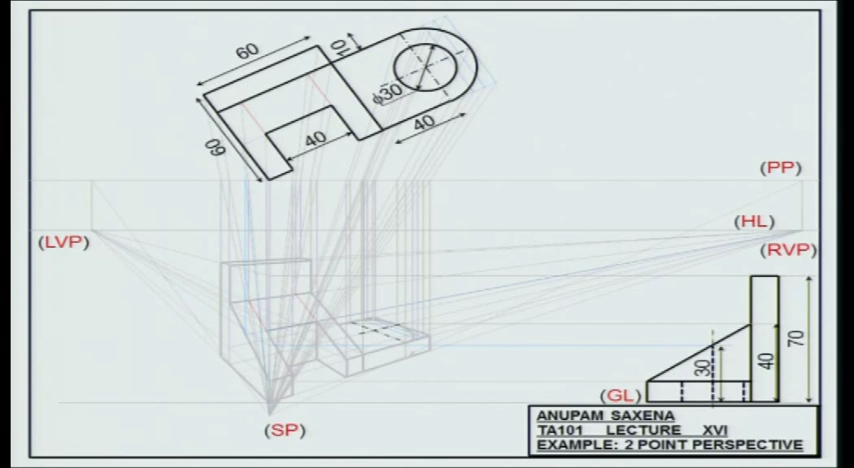 60
10
ϕ30
60
40
40
(PP)
(HL)
(LVP)
(RVP)
70
40
30
(GL)
(SP)
ANUPAM SAXENA
TA101 LECTURE XVI
EXAMPLE: 2 POINT PERSPECTIVE